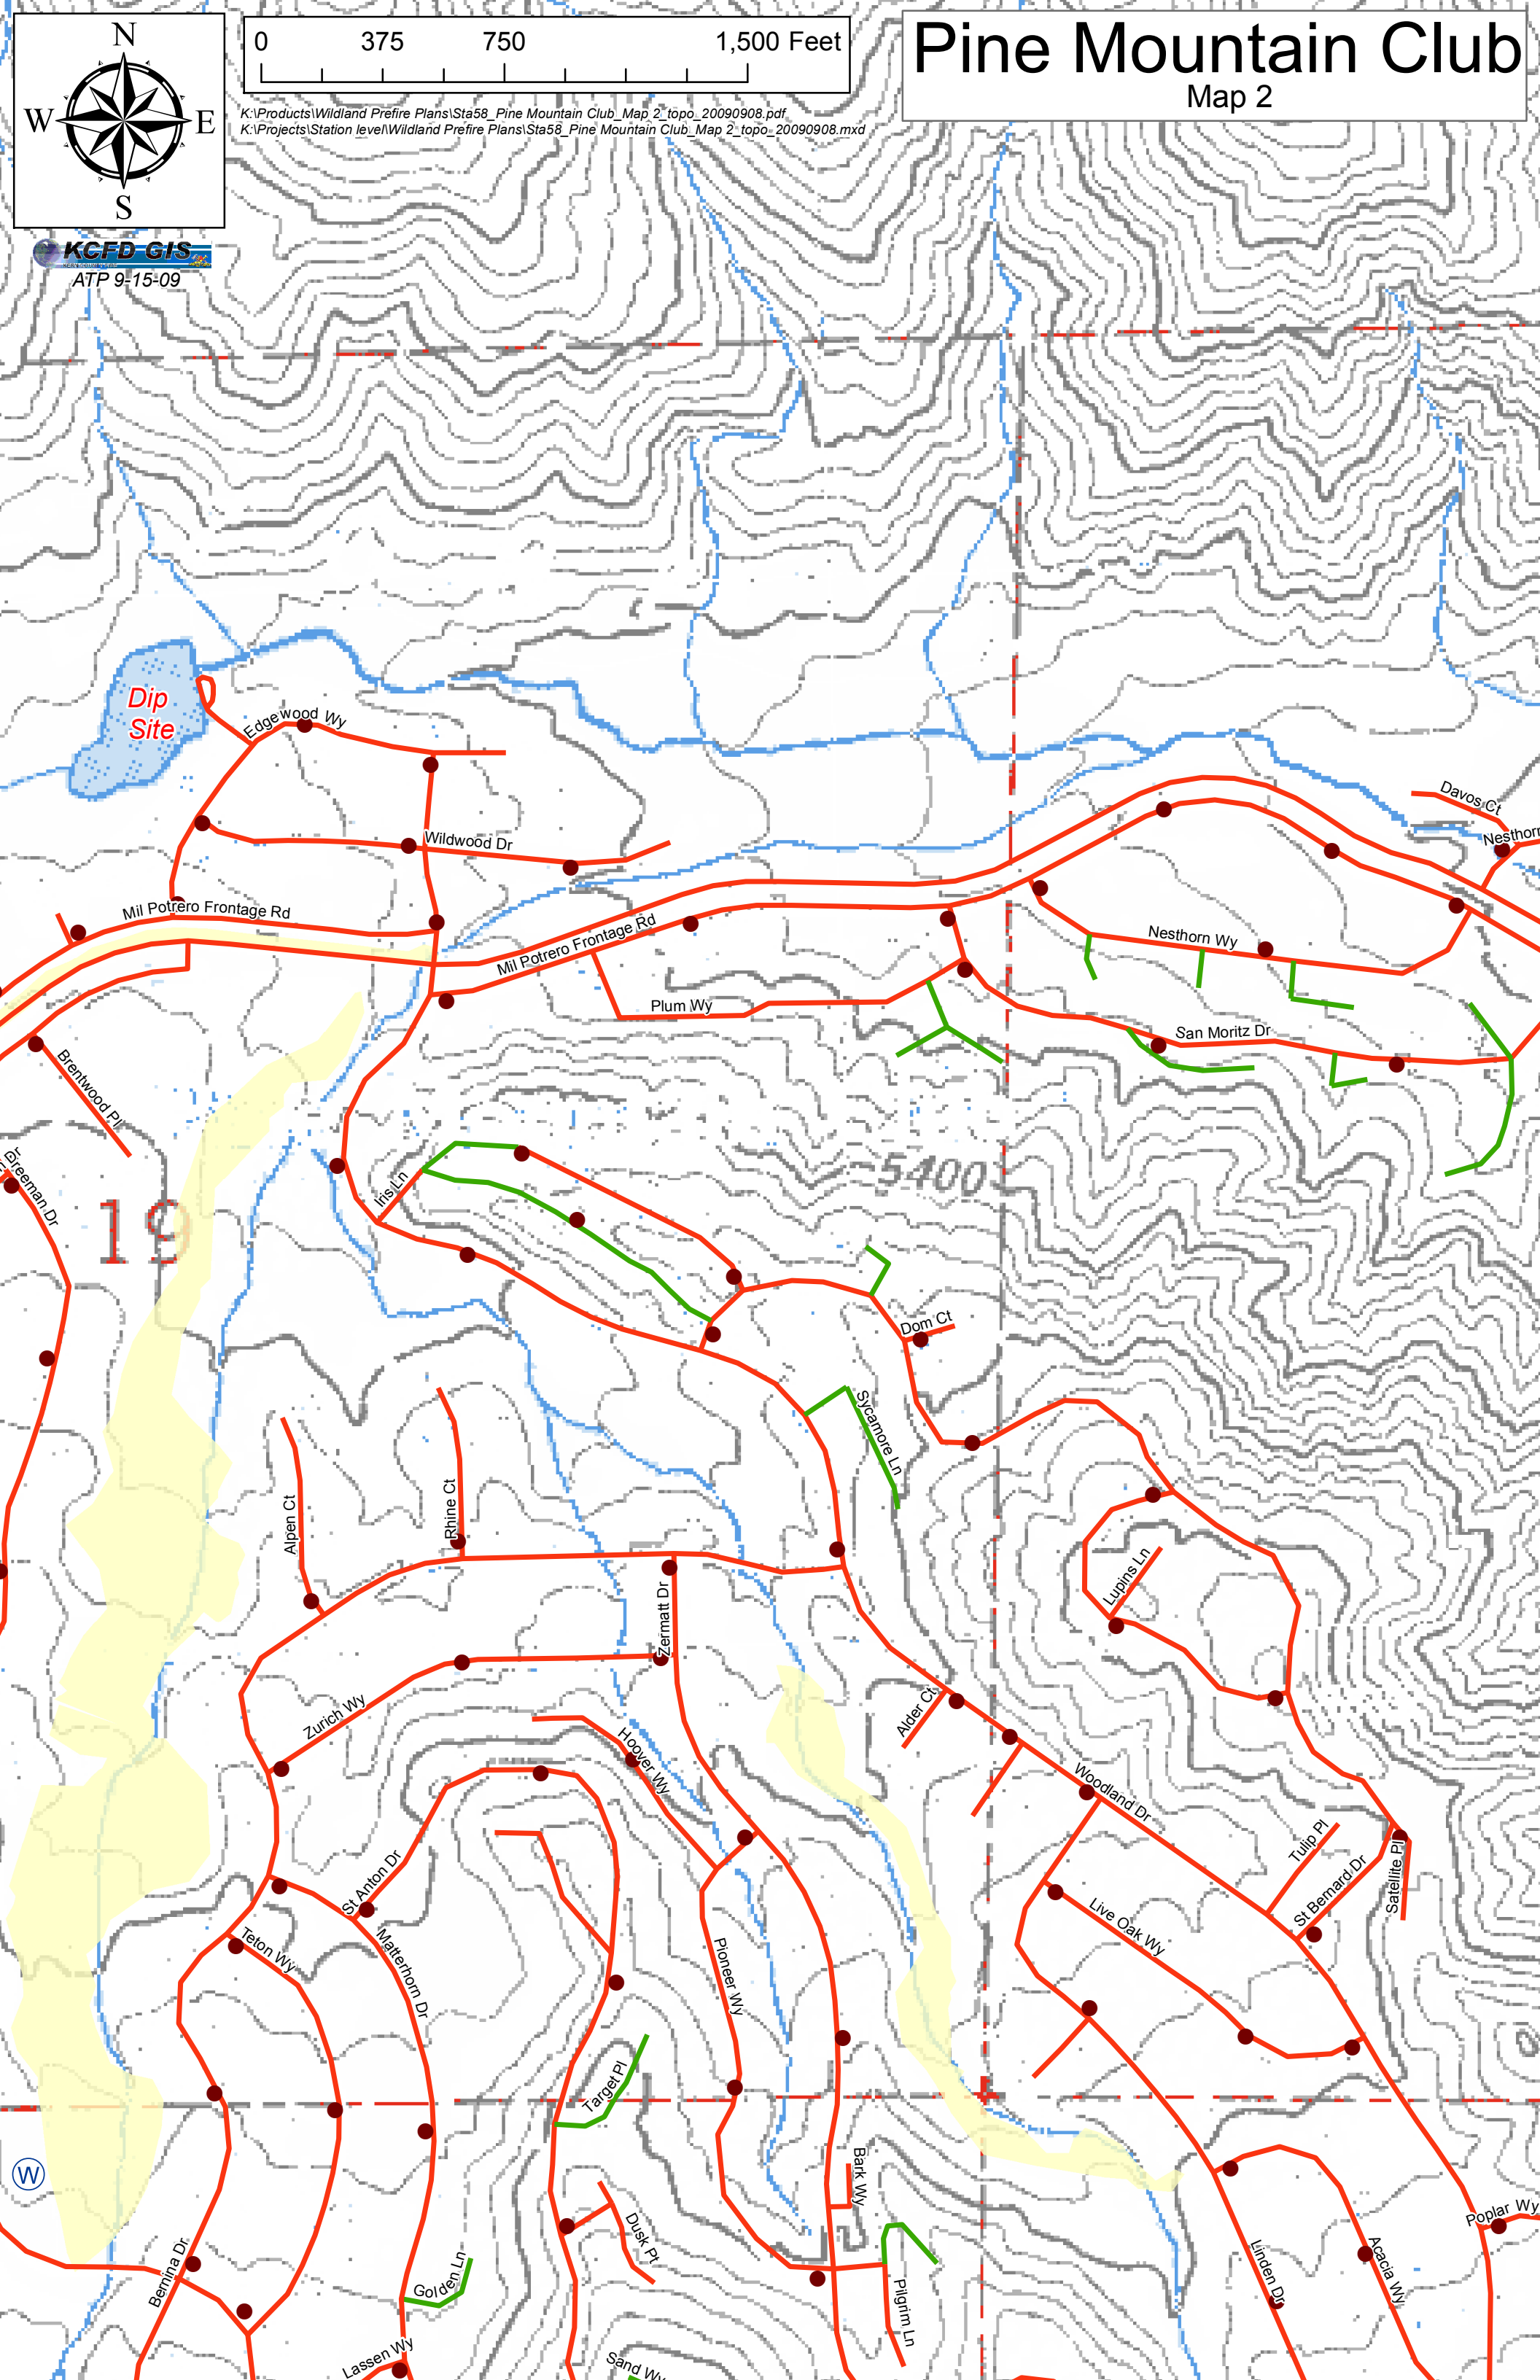 N
W E
S
0 375 750 1,500 Feet
K:\Products\Wildland Prefire Plans\Sta58_Pine Mountain Club_Map 2_topo_20090908.pdf
K:\Projects\Station level\Wildland Prefire Plans\Sta58_Pine Mountain Club_Map 2_topo_20090908.mxd
Pine Mountain Club
Map 2
KCFD GIS
ATP 9-15-09
Dip
Site
Edgewood Wy
Wildwood Dr
Davos Ct
Nesthorn
Mil Potrero Frontage Rd
Mil Potrero Frontage Rd
Nesthorn Wy
Plum Wy
San Moritz Dr
Brentwood Pl
Freeman Dr
Dr
19
Iris Ln
5400
Dom Ct
Sycamore Ln
Alpen Ct
Rhine Ct
Zermatt Dr
Lupins Ln
Zurich Wy
Hoover Wy
Alder Ct
Woodland Dr
Tulip Pl
St Bernard Dr
Satellite Pl
St Anton Dr
Live Oak Wy
Teton Wy
Matterhorn Dr
Pioneer Wy
Target Pl
W
Bark Wy
Dusk Pt
Poplar Wy
Bernina Dr
Golden Ln
Linden Dr
Acacia Wy
Pilgrim Ln
Lassen Wy
Sand Wy